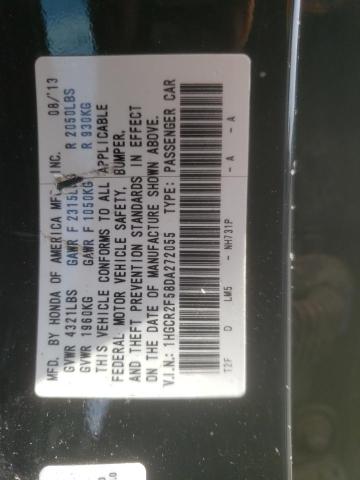 MFD. BY HONDA OF AMERICA MFG., INC. 08/13
GVWR 4321LBS GAWR F 2315LBS R 2050LBS
GVWR 1960KG GAWR F 1050KG R 930KG
THIS VEHICLE CONFORMS TO ALL APPLICABLE
FEDERAL MOTOR VEHICLE SAFETY, BUMPER,
AND THEFT PREVENTION STANDARDS IN EFFECT
ON THE DATE OF MANUFACTURE SHOWN ABOVE.
V.I.N.: 1HGCR2F58DA272055 TYPE: PASSENGER CAR
T2F D LM5 - NH731P - A - A